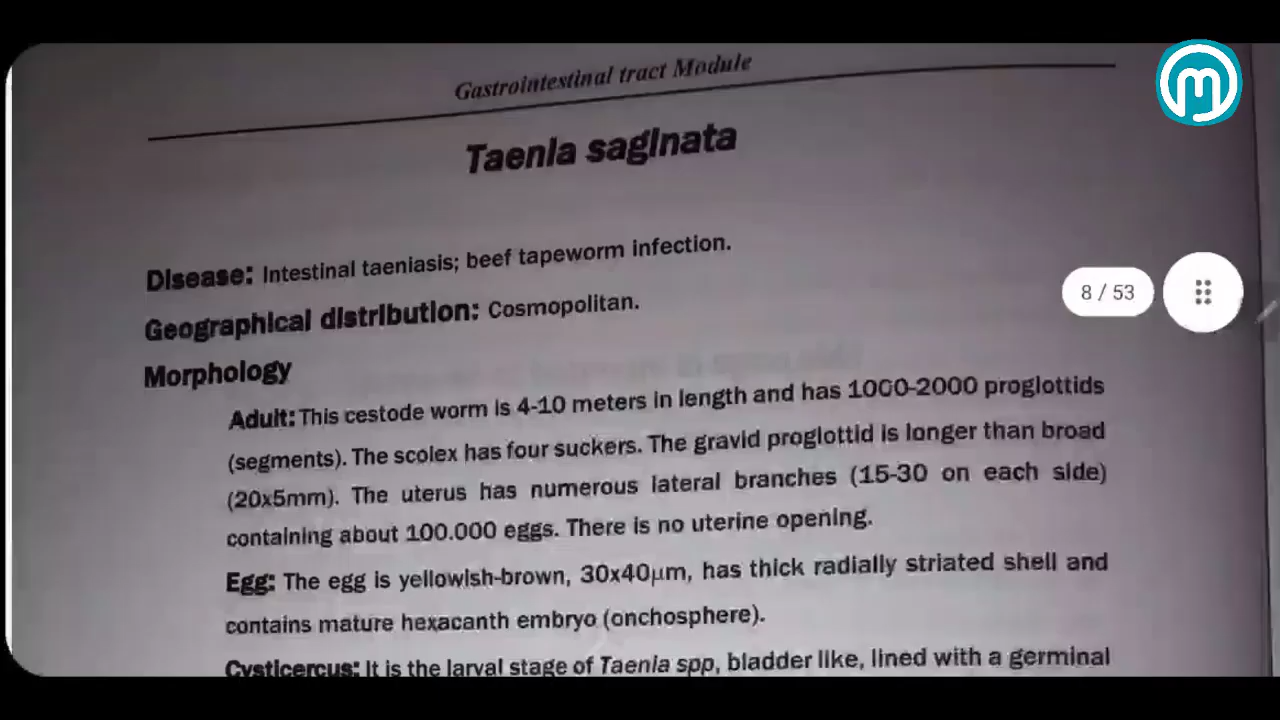 Gastrointestinal tract Module
Taenia saginata
Disease: Intestinal taeniasis; beef tapeworm infection.
8 / 53
Geographical distribution: Cosmopolitan.
Morphology
Adult: This cestode worm is 4-10 meters in length and has 1000-2000 proglottids
(segments). The scolex has four suckers. The gravid proglottid is longer than broad
(20x5mm). The uterus has numerous lateral branches (15-30 on each side)
containing about 100.000 eggs. There is no uterine opening.
Egg: The egg is yellowish-brown, 30x40µm, has thick radially striated shell and
contains mature hexacanth embryo (onchosphere).
Cysticercus: It is the larval stage of Taenia spp, bladder like, lined with a germinal